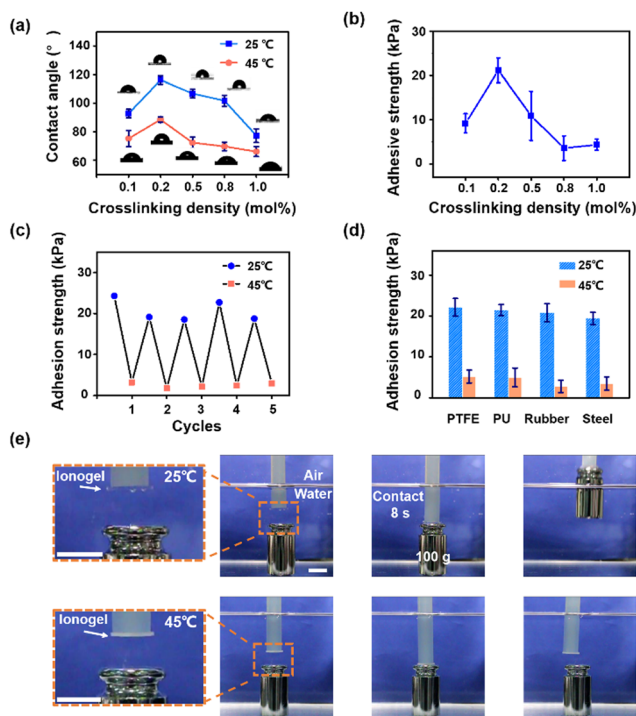 (a)
Contact angle (°)
140
120
100
80
60
25 ℃
45 ℃
0.1 0.2 0.5 0.8 1.0
Crosslinking density (mol%)
(b)
Adhesive strength (kPa)
30
20
10
0
0.1 0.2 0.5 0.8 1.0
Crosslinking density (mol%)
(c)
Adhesion strength (kPa)
30
20
10
0
25℃
45℃
1 2 3 4 5
Cycles
(d)
Adhesion strength (kPa)
30
20
10
0
25℃
45℃
PTFE PU Rubber Steel
(e)
Ionogel
25℃
Air
Water
Contact
8 s
100 g
Ionogel
45℃